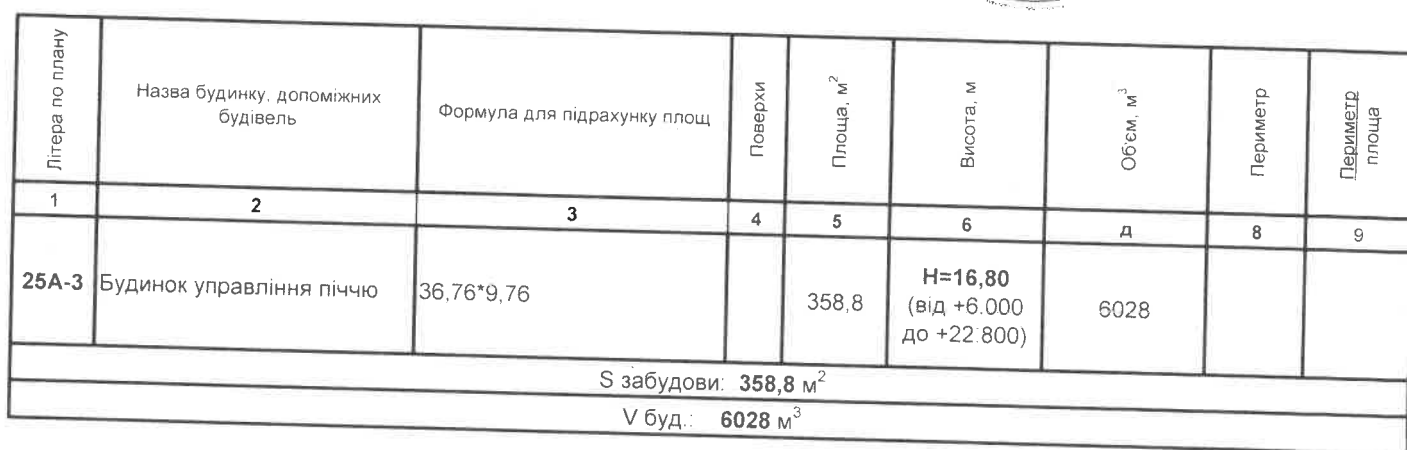 Літера по плану
Назва будинку, допоміжних
будівель
Формула для підрахунку площ
Поверхи
Площа, м²
Висота, м
Об'єм, м³
Периметр
Периметр
площа
1 2 3 4 5 6 д 8 9
25А-3 Будинок управління піччю 36,76*9,76 358,8 Н=16,80
(від +6.000
до +22.800)
6028
S забудови: 358,8 м²
V буд.: 6028 м³